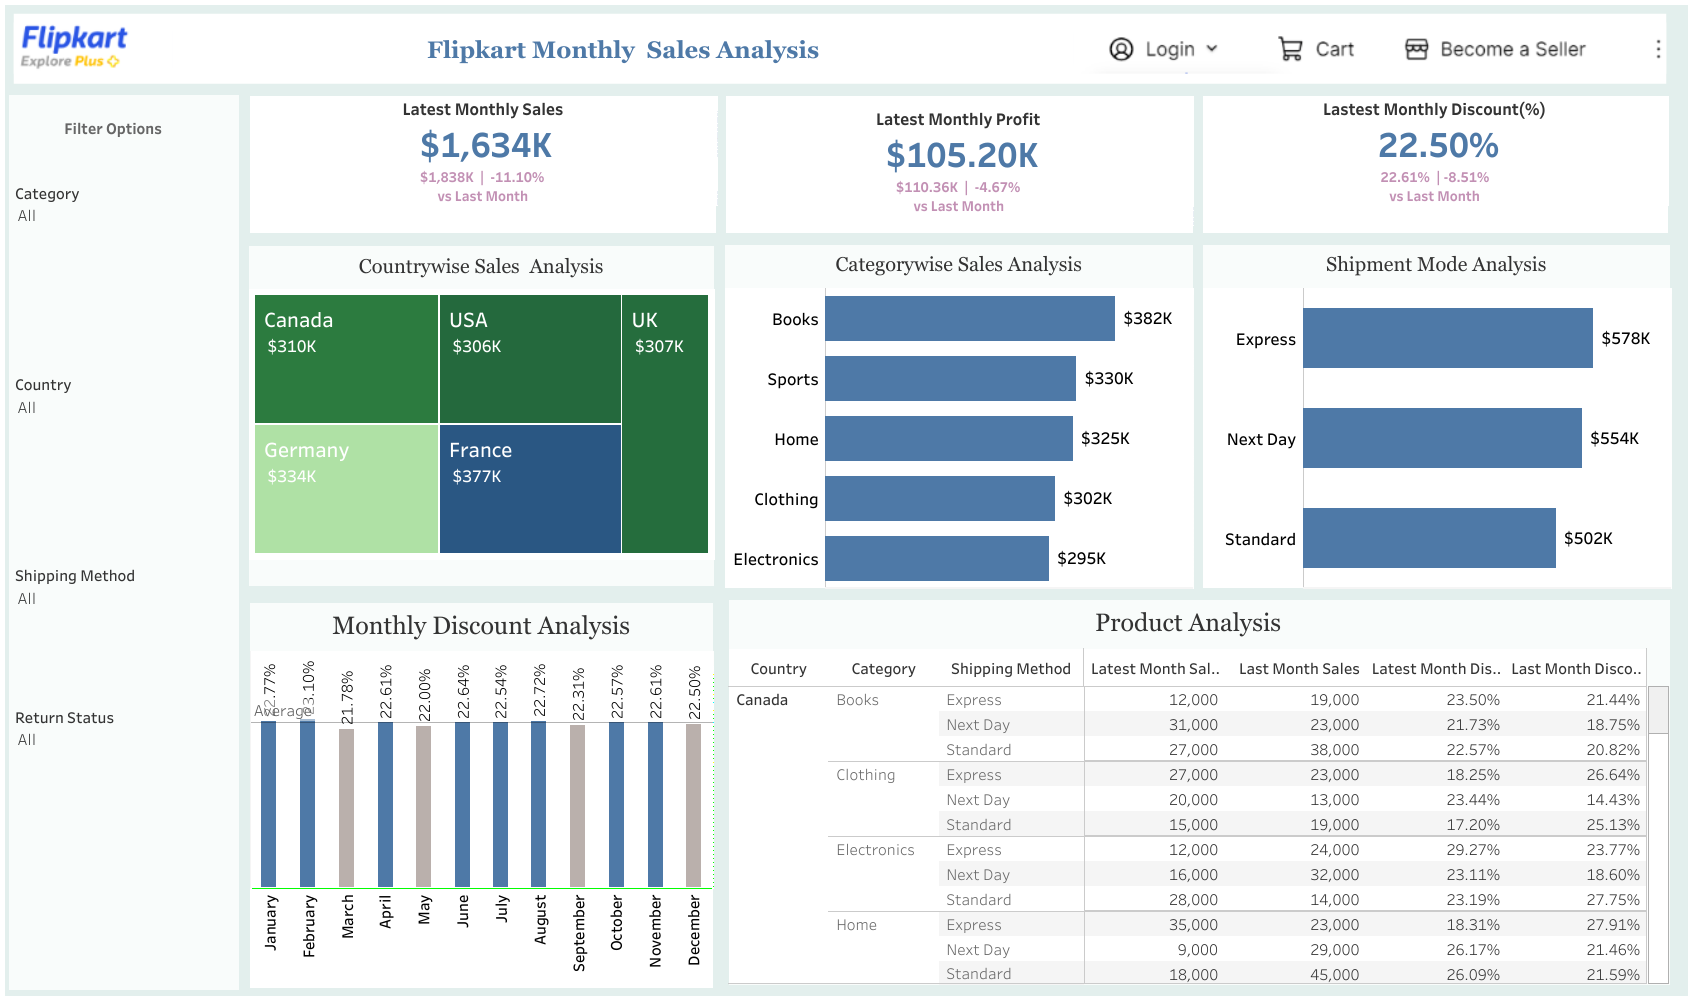 Flipkart
Explore Plus
Flipkart Monthly  Sales Analysis
Login
Cart
Become a Seller
Filter Options
Category
All
Country
All
Shipping Method
All
Return Status
All
Latest Monthly Sales
$1,634K
$1,838K | -11.10%
vs Last Month
Latest Monthly Profit
$105.20K
$110.36K | -4.67%
vs Last Month
Lastest Monthly Discount(%)
22.50%
22.61% | -8.51%
vs Last Month
Countrywise Sales  Analysis
Canada
$310K
USA
$306K
UK
$307K
Germany
$334K
France
$377K
Categorywise Sales Analysis
Books $382K
Sports $330K
Home $325K
Clothing $302K
Electronics $295K
Shipment Mode Analysis
Express $578K
Next Day $554K
Standard $502K
Monthly Discount Analysis
22.77% 23.10% 21.78% 22.61% 22.00% 22.64% 22.54% 22.72% 22.31% 22.57% 22.61% 22.50%
Average
January February March April May June July August September October November December
Product Analysis
Country Category Shipping Method Latest Month Sal.. Last Month Sales Latest Month Dis.. Last Month Disco..
Canada Books Express 12,000 19,000 23.50% 21.44%
Next Day 31,000 23,000 21.73% 18.75%
Standard 27,000 38,000 22.57% 20.82%
Clothing Express 27,000 23,000 18.25% 26.64%
Next Day 20,000 13,000 23.44% 14.43%
Standard 15,000 19,000 17.20% 25.13%
Electronics Express 12,000 24,000 29.27% 23.77%
Next Day 16,000 32,000 23.11% 18.60%
Standard 28,000 14,000 23.19% 27.75%
Home Express 35,000 23,000 18.31% 27.91%
Next Day 9,000 29,000 26.17% 21.46%
Standard 18,000 45,000 26.09% 21.59%